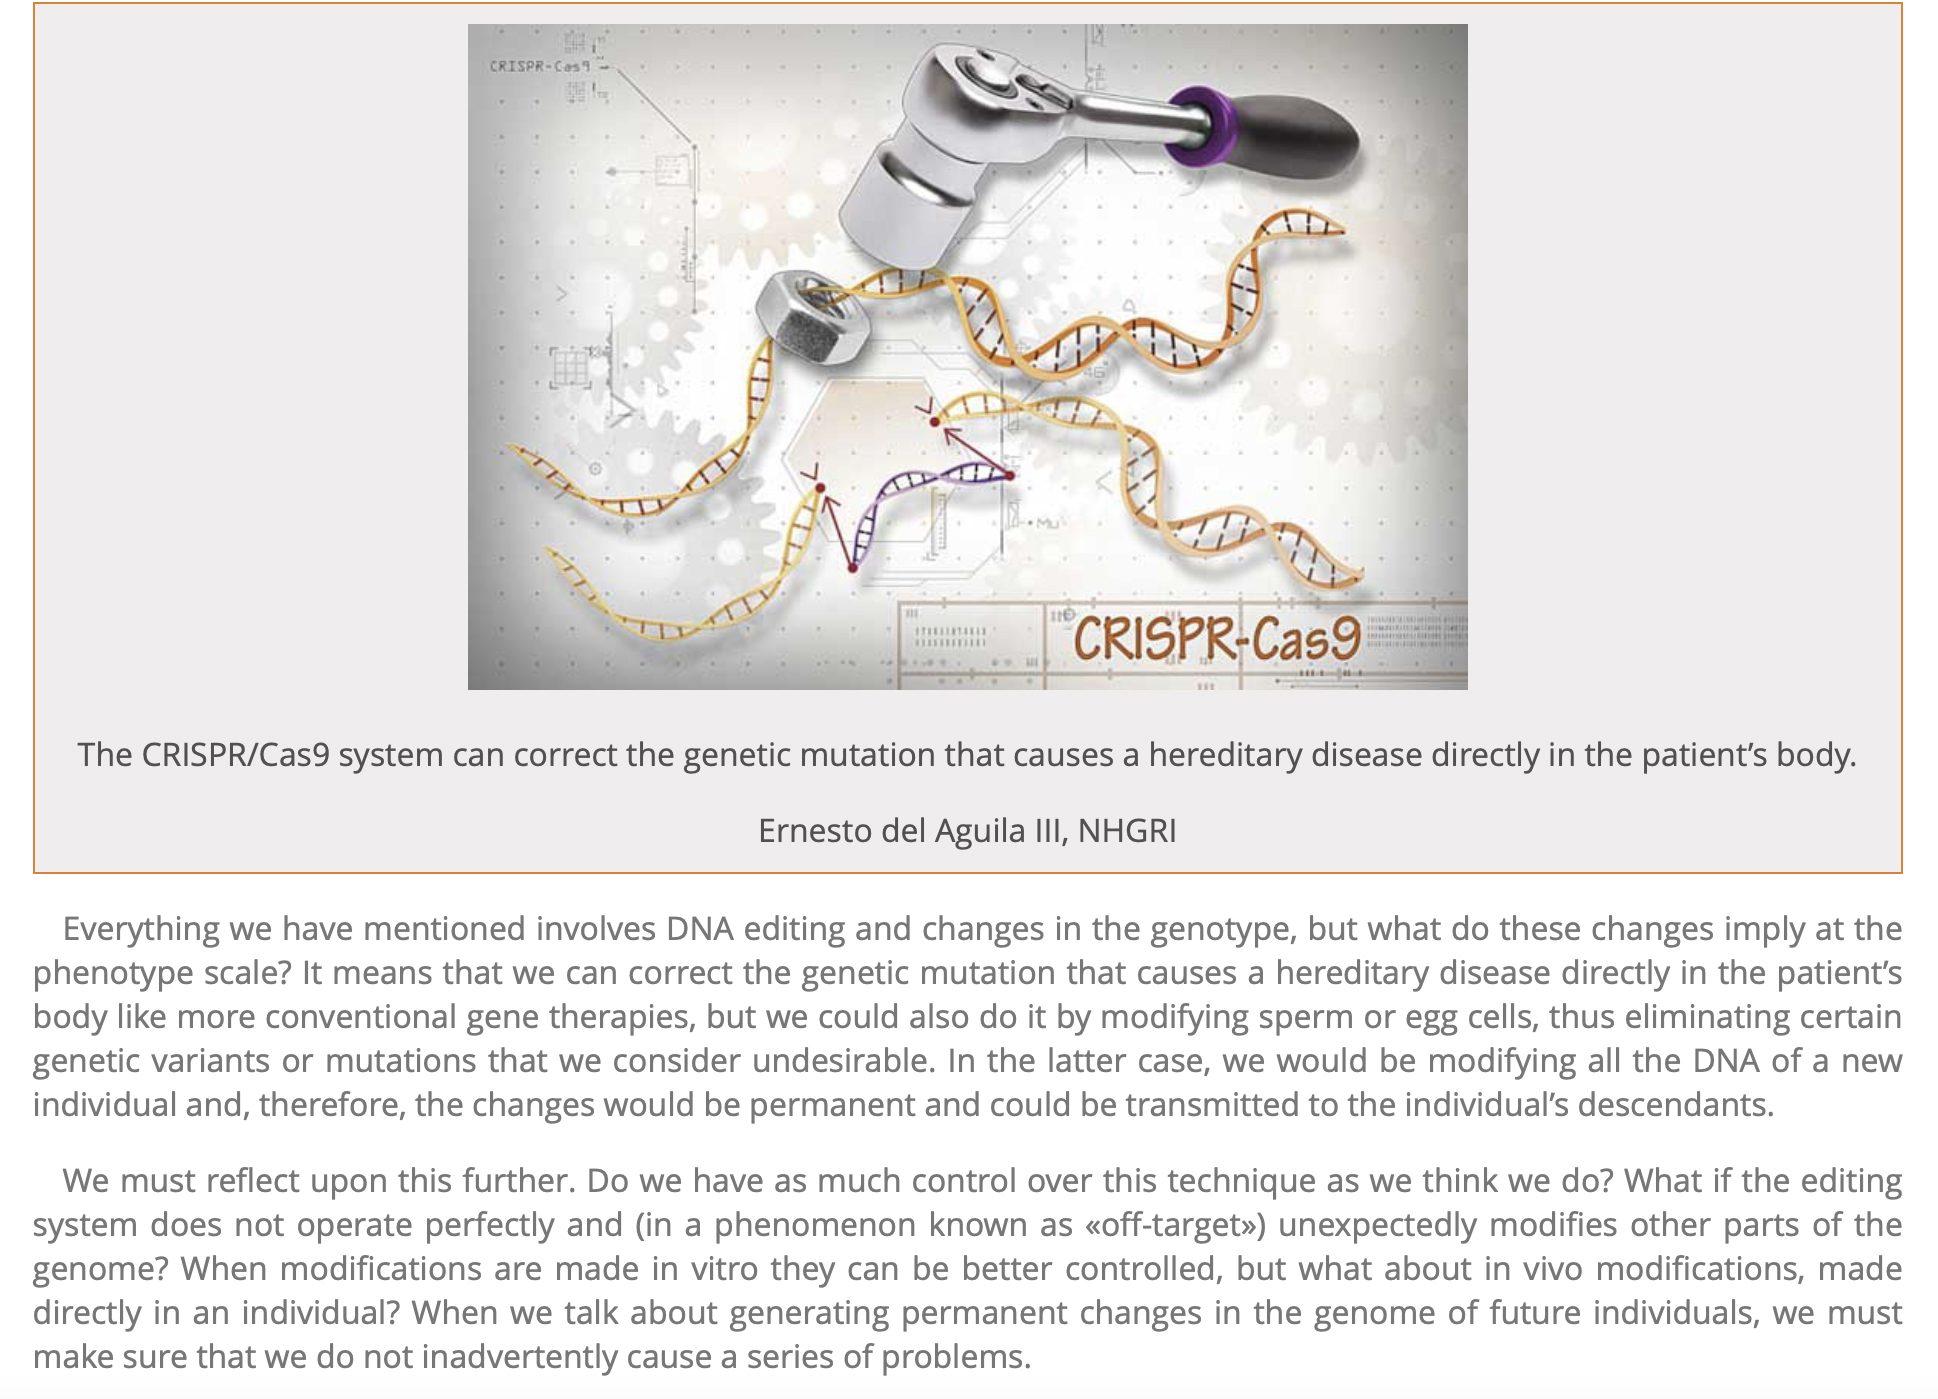 CRISPR-Cas9
CRISPR-Cas9
The CRISPR/Cas9 system can correct the genetic mutation that causes a hereditary disease directly in the patient’s body.
Ernesto del Aguila III, NHGRI
Everything we have mentioned involves DNA editing and changes in the genotype, but what do these changes imply at the
phenotype scale? It means that we can correct the genetic mutation that causes a hereditary disease directly in the patient’s
body like more conventional gene therapies, but we could also do it by modifying sperm or egg cells, thus eliminating certain
genetic variants or mutations that we consider undesirable. In the latter case, we would be modifying all the DNA of a new
individual and, therefore, the changes would be permanent and could be transmitted to the individual’s descendants.
We must reflect upon this further. Do we have as much control over this technique as we think we do? What if the editing
system does not operate perfectly and (in a phenomenon known as «off-target») unexpectedly modifies other parts of the
genome? When modifications are made in vitro they can be better controlled, but what about in vivo modifications, made
directly in an individual? When we talk about generating permanent changes in the genome of future individuals, we must
make sure that we do not inadvertently cause a series of problems.